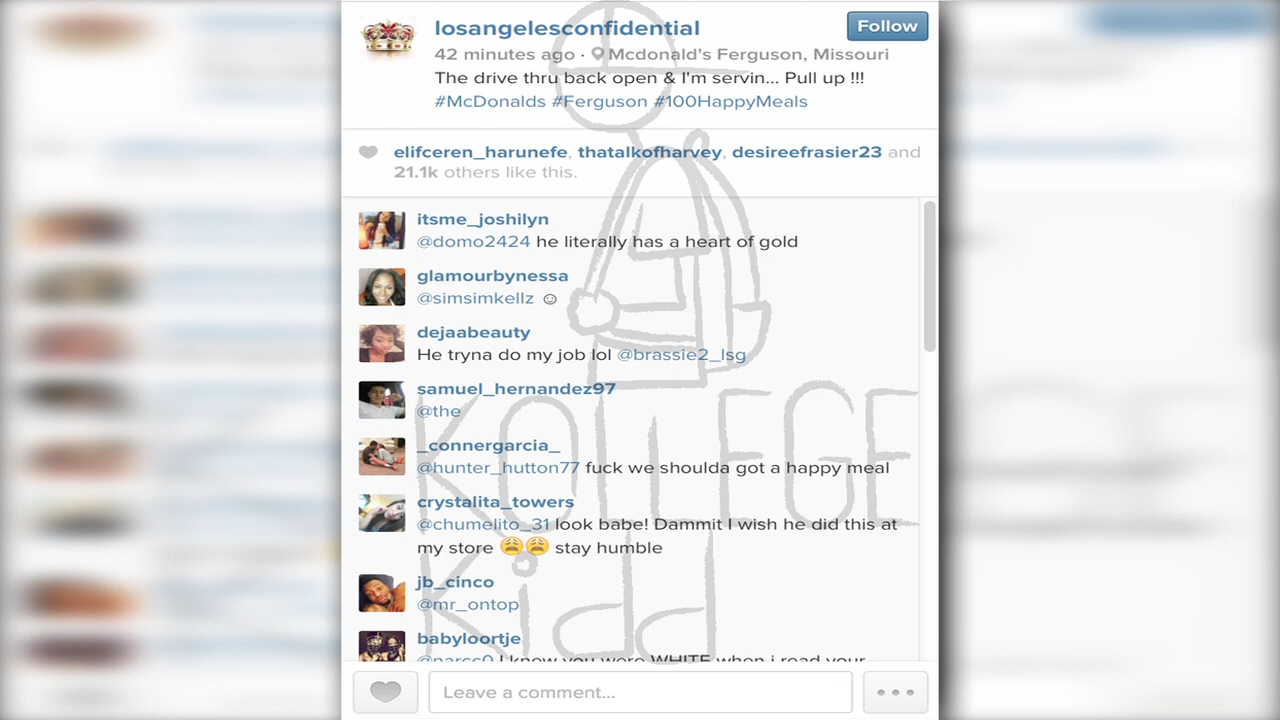 losangelesconfidential
Follow
42 minutes ago · Mcdonald's Ferguson, Missouri
The drive thru back open & I'm servin... Pull up !!!
#McDonalds #Ferguson #100HappyMeals
elifceren_harunefe, thatalkofharvey, desireefrasier23 and
21.1k others like this.
itsme_joshilyn
@domo2424 he literally has a heart of gold
glamourbynessa
@simsimkellz ☺
dejaabeauty
He tryna do my job lol @brassie2_lsg
samuel_hernandez97
@the
_connergarcia_
@hunter_hutton77 fuck we shoulda got a happy meal
crystalita_towers
@chumelito_31 look babe! Dammit I wish he did this at
my store 😩😩 stay humble
jb_cinco
@mr_ontop
babyloortje
@narcc0 I knew you were WHITE when i read your
Leave a comment...
KOLLEGE
Kidd